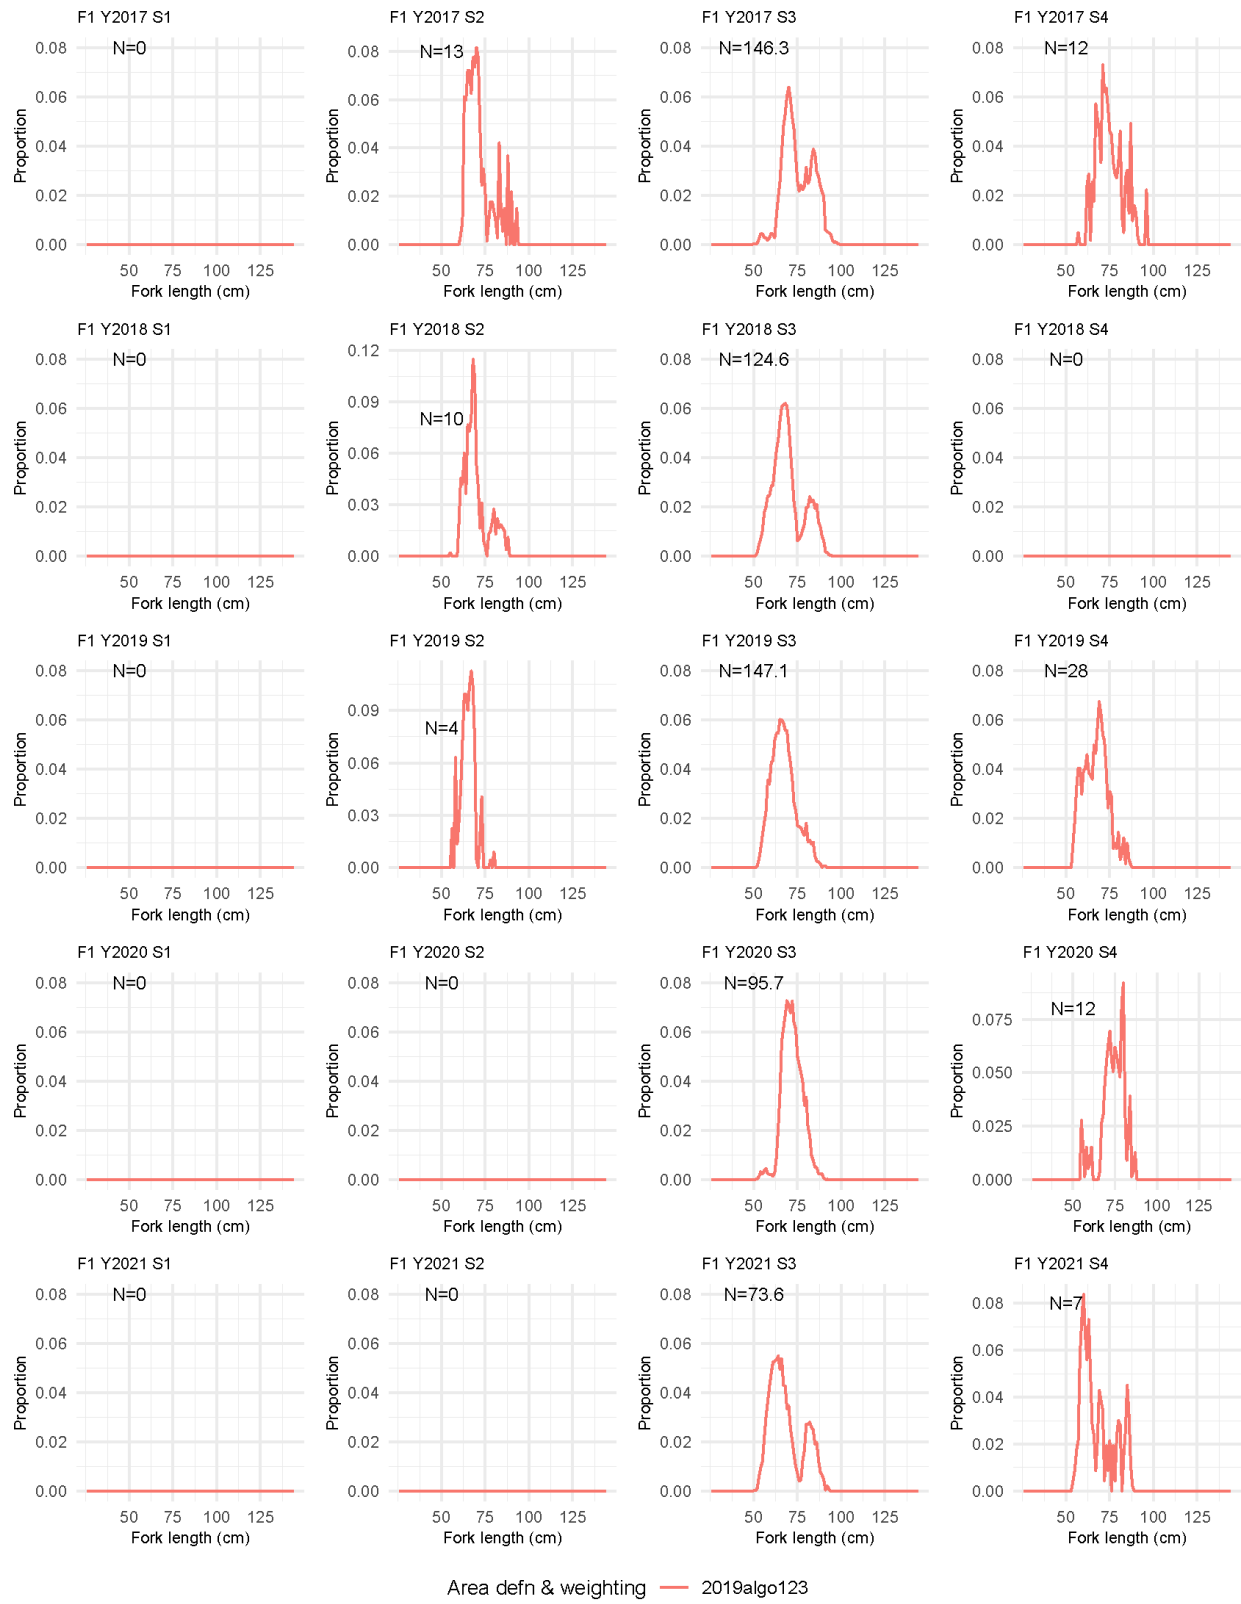 F1 Y2017 S1
F1 Y2017 S2
F1 Y2017 S3
F1 Y2017 S4
N=0
N=13
N=146.3
N=12
Proportion
0.08
0.06
0.04
0.02
0.00
Proportion
0.08
0.06
0.04
0.02
0.00
Proportion
0.08
0.06
0.04
0.02
0.00
Proportion
0.08
0.06
0.04
0.02
0.00
50 75 100 125
50 75 100 125
50 75 100 125
50 75 100 125
Fork length (cm)
Fork length (cm)
Fork length (cm)
Fork length (cm)
F1 Y2018 S1
F1 Y2018 S2
F1 Y2018 S3
F1 Y2018 S4
N=0
N=10
N=124.6
N=0
Proportion
0.08
0.06
0.04
0.02
0.00
Proportion
0.12
0.09
0.06
0.03
0.00
Proportion
0.08
0.06
0.04
0.02
0.00
Proportion
0.08
0.06
0.04
0.02
0.00
50 75 100 125
50 75 100 125
50 75 100 125
50 75 100 125
Fork length (cm)
Fork length (cm)
Fork length (cm)
Fork length (cm)
F1 Y2019 S1
F1 Y2019 S2
F1 Y2019 S3
F1 Y2019 S4
N=0
N=4
N=147.1
N=28
Proportion
0.08
0.06
0.04
0.02
0.00
Proportion
0.09
0.06
0.03
0.00
Proportion
0.08
0.06
0.04
0.02
0.00
Proportion
0.08
0.06
0.04
0.02
0.00
50 75 100 125
50 75 100 125
50 75 100 125
50 75 100 125
Fork length (cm)
Fork length (cm)
Fork length (cm)
Fork length (cm)
F1 Y2020 S1
F1 Y2020 S2
F1 Y2020 S3
F1 Y2020 S4
N=0
N=0
N=95.7
N=12
Proportion
0.08
0.06
0.04
0.02
0.00
Proportion
0.08
0.06
0.04
0.02
0.00
Proportion
0.08
0.06
0.04
0.02
0.00
Proportion
0.075
0.050
0.025
0.000
50 75 100 125
50 75 100 125
50 75 100 125
50 75 100 125
Fork length (cm)
Fork length (cm)
Fork length (cm)
Fork length (cm)
F1 Y2021 S1
F1 Y2021 S2
F1 Y2021 S3
F1 Y2021 S4
N=0
N=0
N=73.6
N=7
Proportion
0.08
0.06
0.04
0.02
0.00
Proportion
0.08
0.06
0.04
0.02
0.00
Proportion
0.08
0.06
0.04
0.02
0.00
Proportion
0.08
0.06
0.04
0.02
0.00
50 75 100 125
50 75 100 125
50 75 100 125
50 75 100 125
Fork length (cm)
Fork length (cm)
Fork length (cm)
Fork length (cm)
Area defn & weighting 2019algo123